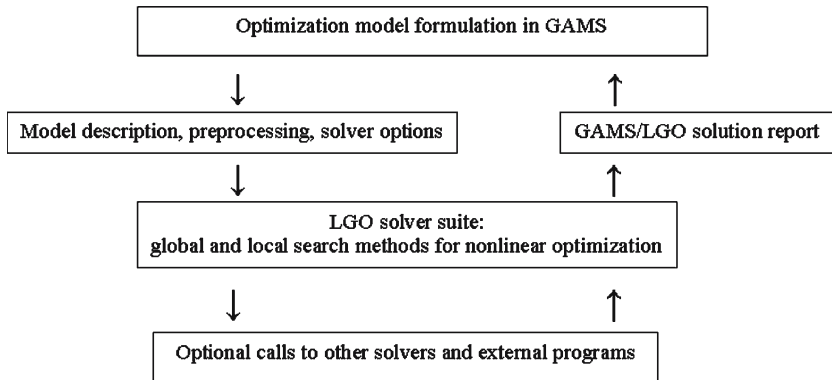 Optimization model formulation in GAMS
Model description, preprocessing, solver options
GAMS/LGO solution report
LGO solver suite:
global and local search methods for nonlinear optimization
Optional calls to other solvers and external programs